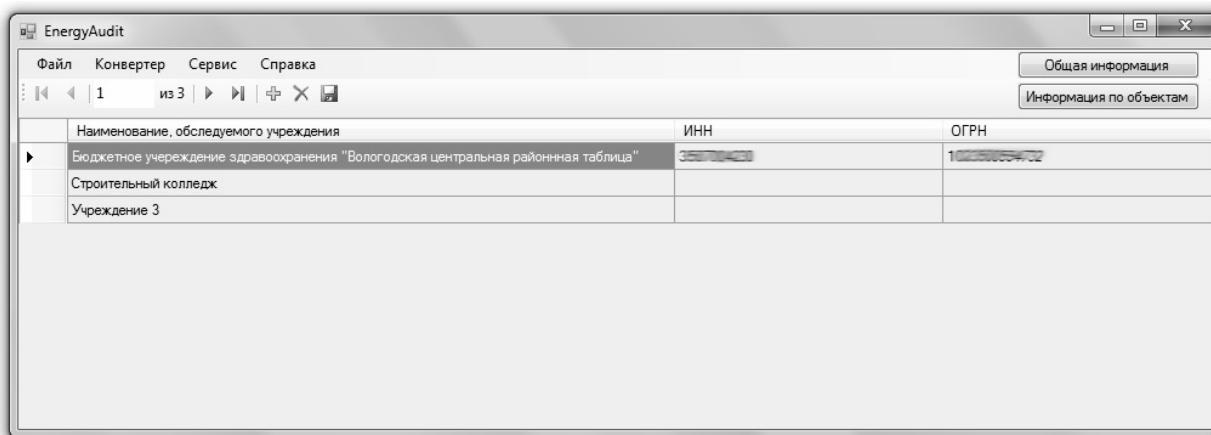 EnergyAudit
Файл Конвертер Сервис Справка
Общая информация
1 из 3
Информация по объектам
Наименование, обследуемого учреждения ИНН ОГРН
Бюджетное учереждение здравоохранения "Вологодская центральная районнная таблица"
Строительный колледж
Учреждение 3